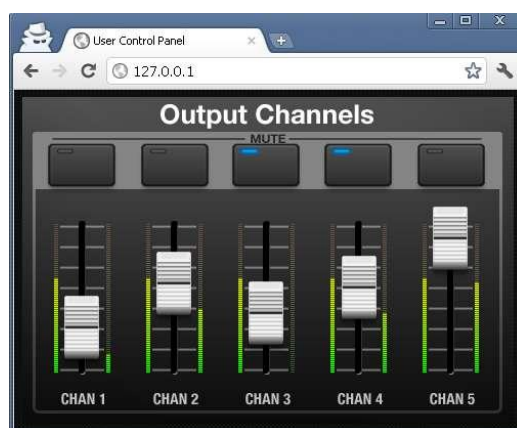 User Control Panel
127.0.0.1
Output Channels
MUTE
CHAN 1
CHAN 2
CHAN 3
CHAN 4
CHAN 5